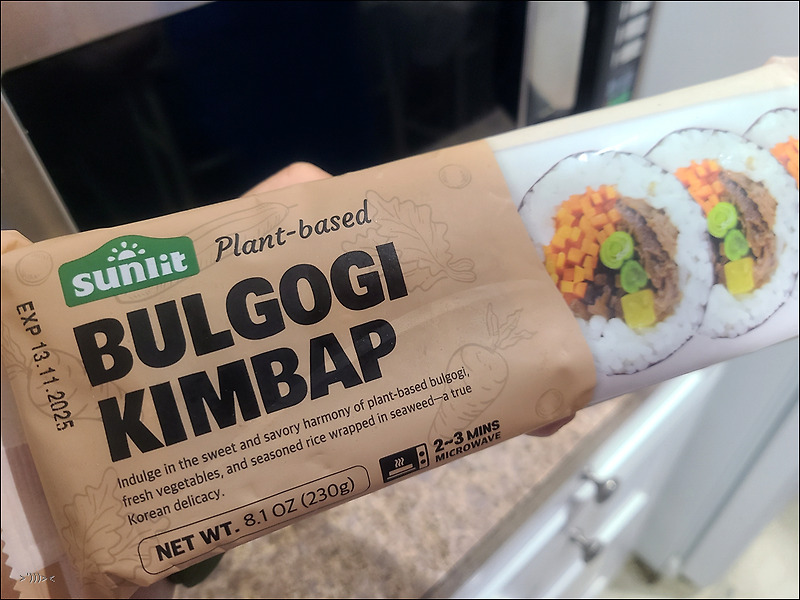 sunlit
Plant-based
BULGOGI
KIMBAP
EXP 13.11.2025
Indulge in the sweet and savory harmony of plant-based bulgogi,
fresh vegetables, and seasoned rice wrapped in seaweed—a true
Korean delicacy.
2~3 MINS
MICROWAVE
NET WT. 8.1 OZ (230g)
>°)))><